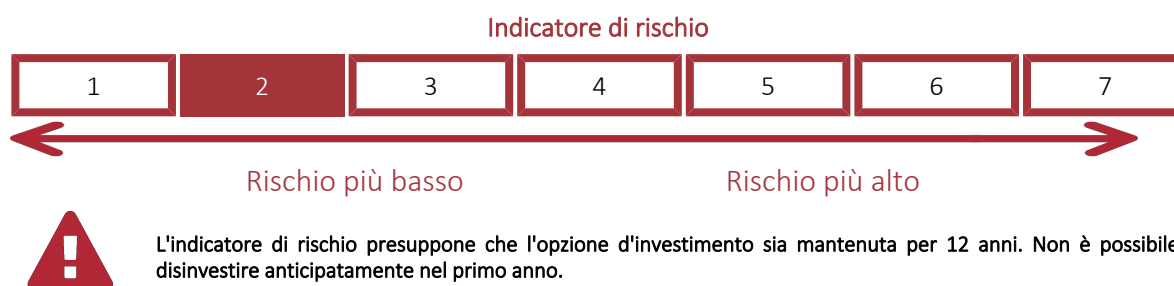 Indicatore di rischio
1 2 3 4 5 6 7
Rischio più basso Rischio più alto
L'indicatore di rischio presuppone che l'opzione d'investimento sia mantenuta per 12 anni. Non è possibile
disinvestire anticipatamente nel primo anno.